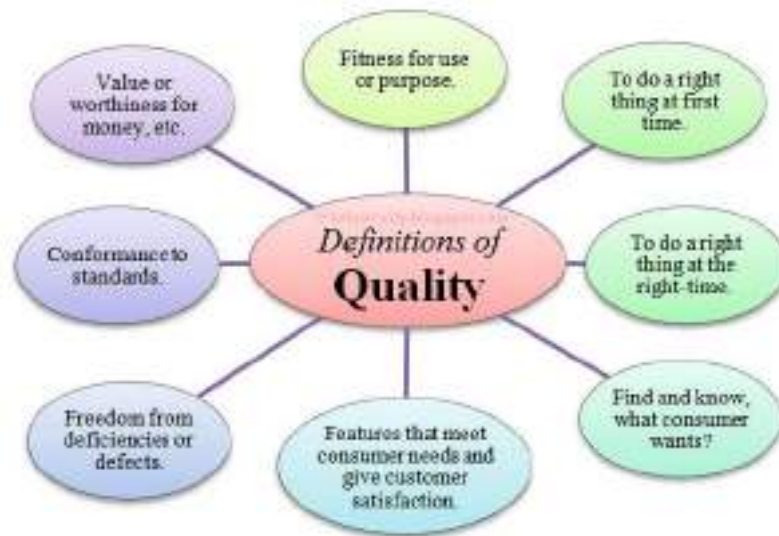 Fitness for use
or purpose.
To do a right
thing at first
time.
To do a right
thing at the
right-time.
Find and know,
what consumer
wants?
Features that meet
consumer needs and
give customer
satisfaction.
Freedom from
deficiencies or
defects.
Conformance to
standards.
Value or
worthiness for
money, etc.
Definitions of
Quality